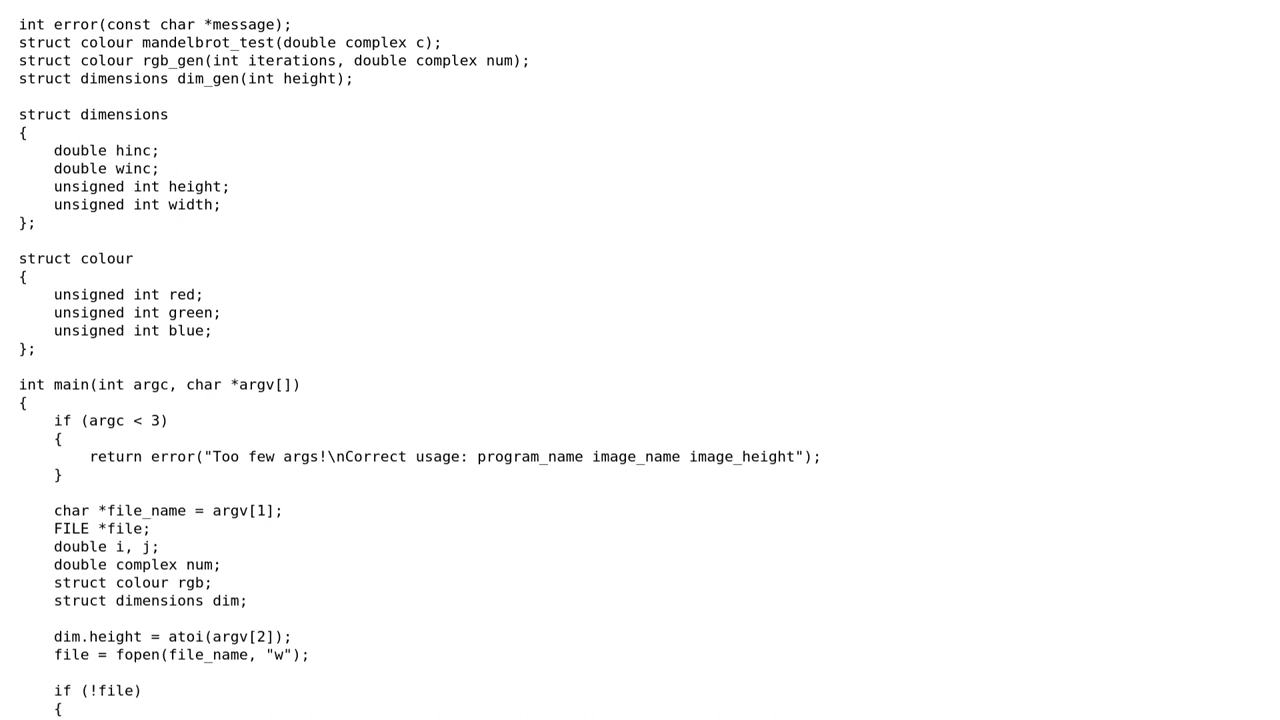 int error(const char *message);
struct colour mandelbrot_test(double complex c);
struct colour rgb_gen(int iterations, double complex num);
struct dimensions dim_gen(int height);

struct dimensions
{
    double hinc;
    double winc;
    unsigned int height;
    unsigned int width;
};

struct colour
{
    unsigned int red;
    unsigned int green;
    unsigned int blue;
};

int main(int argc, char *argv[])
{
    if (argc < 3)
    {
        return error("Too few args!\nCorrect usage: program_name image_name image_height");
    }

    char *file_name = argv[1];
    FILE *file;
    double i, j;
    double complex num;
    struct colour rgb;
    struct dimensions dim;

    dim.height = atoi(argv[2]);
    file = fopen(file_name, "w");

    if (!file)
    {